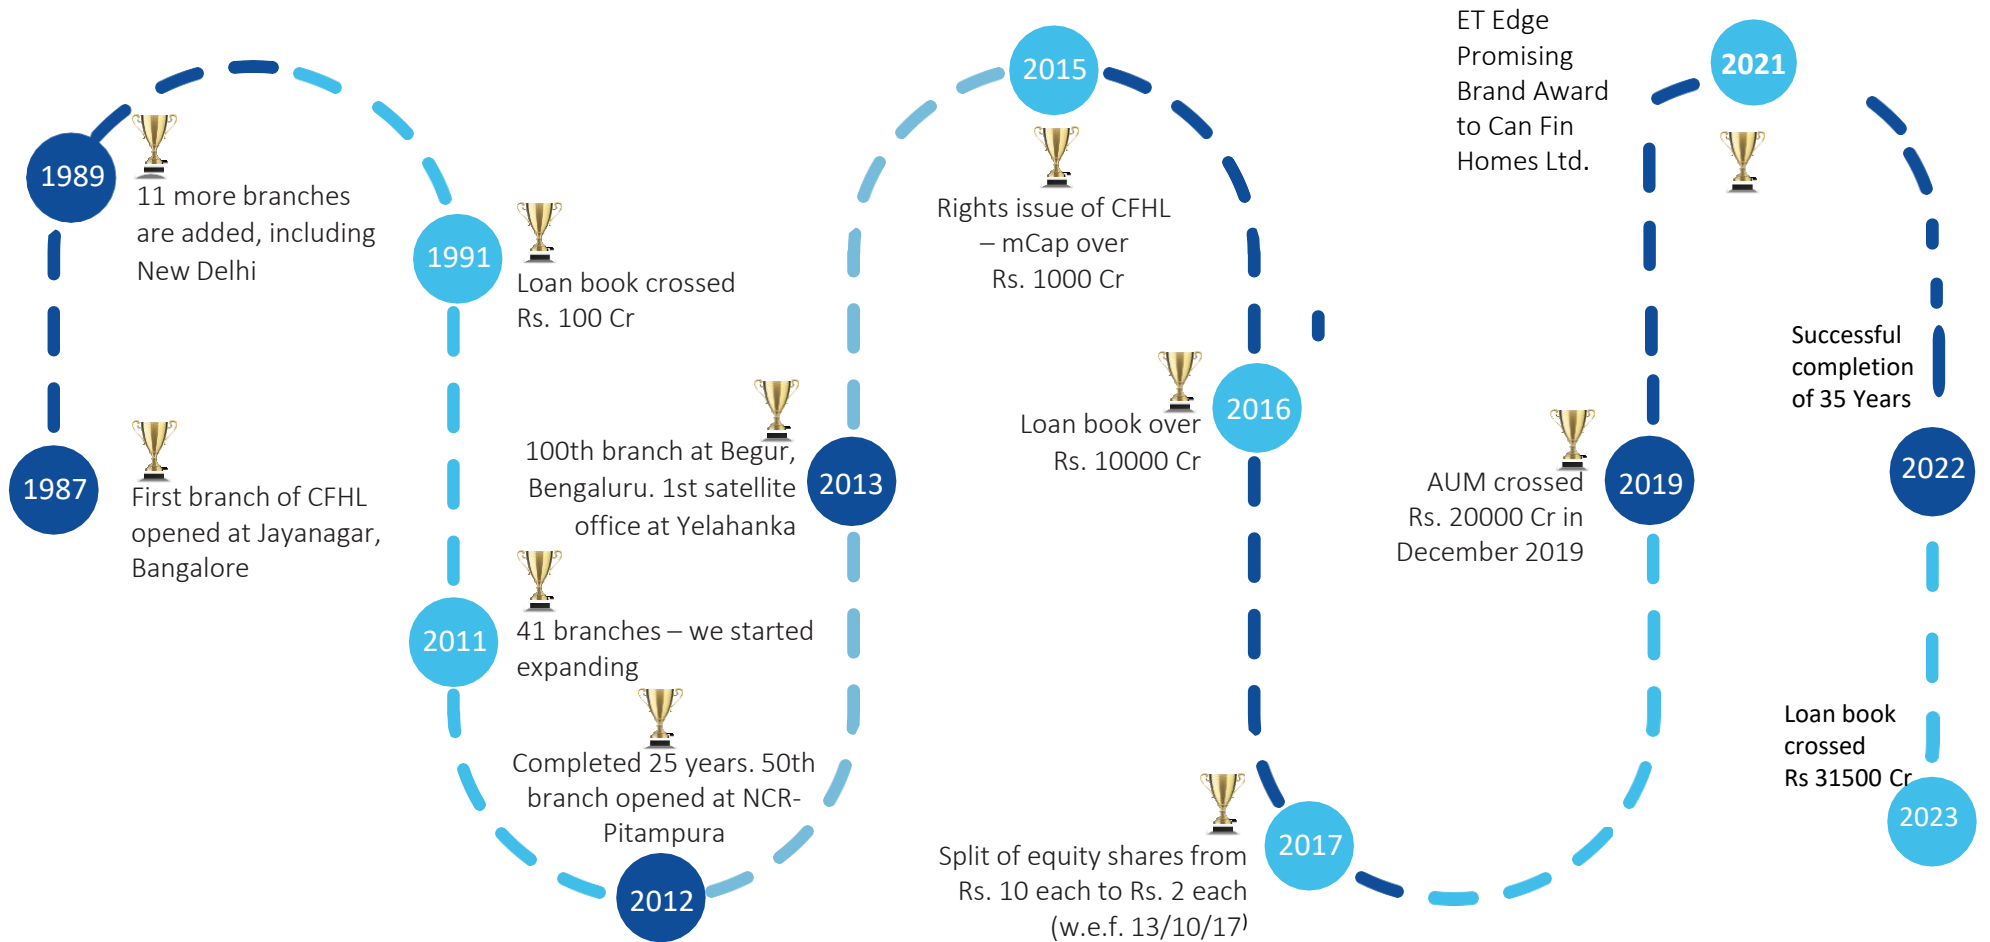 1987
First branch of CFHL
opened at Jayanagar,
Bangalore
1989
11 more branches
are added, including
New Delhi
1991
Loan book crossed
Rs. 100 Cr
2011
41 branches – we started
expanding
Completed 25 years. 50th
branch opened at NCR-
Pitampura
2012
100th branch at Begur,
Bengaluru. 1st satellite
office at Yelahanka
2013
2015
Rights issue of CFHL
– mCap over
Rs. 1000 Cr
Loan book over
Rs. 10000 Cr
2016
2017
Split of equity shares from
Rs. 10 each to Rs. 2 each
(w.e.f. 13/10/17)
AUM crossed
Rs. 20000 Cr in
December 2019
2019
ET Edge
Promising
Brand Award
to Can Fin
Homes Ltd.
2021
Successful
completion
of 35 Years
2022
Loan book
crossed
Rs 31500 Cr
2023